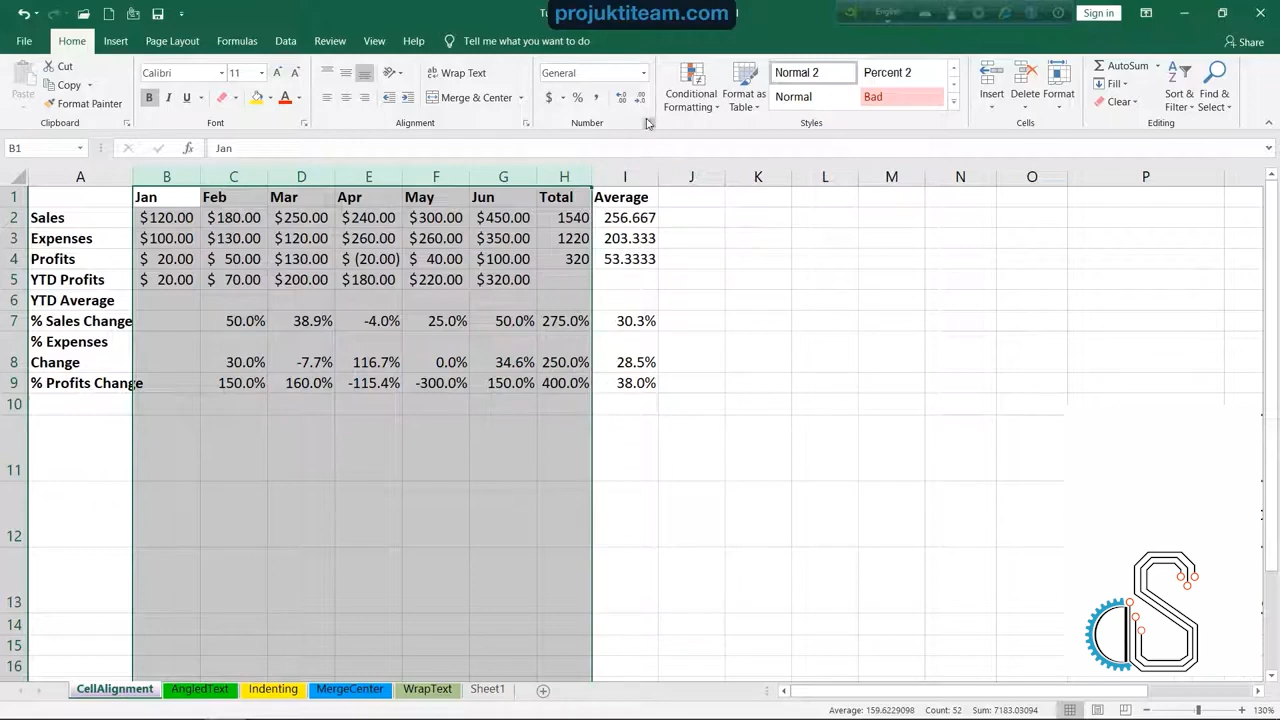 projuktiteam.com
English
Sign in
File Home Insert Page Layout Formulas Data Review View Help Tell me what you want to do
Share
Paste
Cut
Copy
Format Painter
Clipboard
Calibri 11
B I U
Font
Wrap Text
Merge & Center
Alignment
General
$ % ,
Number
Conditional Formatting
Format as Table
Normal 2 Percent 2
Normal Bad
Styles
Insert Delete Format
Cells
AutoSum
Fill
Clear
Sort & Filter
Find & Select
Editing
B1 fx Jan
A B C D E F G H I J K L M N O P
1 Jan Feb Mar Apr May Jun Total Average
2 Sales $120.00 $180.00 $250.00 $240.00 $300.00 $450.00 1540 256.667
3 Expenses $100.00 $130.00 $120.00 $260.00 $260.00 $350.00 1220 203.333
4 Profits $ 20.00 $ 50.00 $130.00 $ (20.00) $ 40.00 $100.00 320 53.3333
5 YTD Profits $ 20.00 $ 70.00 $200.00 $180.00 $220.00 $320.00
6 YTD Average
7 % Sales Change 50.0% 38.9% -4.0% 25.0% 50.0% 275.0% 30.3%
% Expenses
8 Change 30.0% -7.7% 116.7% 0.0% 34.6% 250.0% 28.5%
9 % Profits Change 150.0% 160.0% -115.4% -300.0% 150.0% 400.0% 38.0%
10
11
12
13
14
15
16
CellAlignment AngledText Indenting MergeCenter WrapText Sheet1
Average: 159.6229098 Count: 52 Sum: 7183.03094 130%